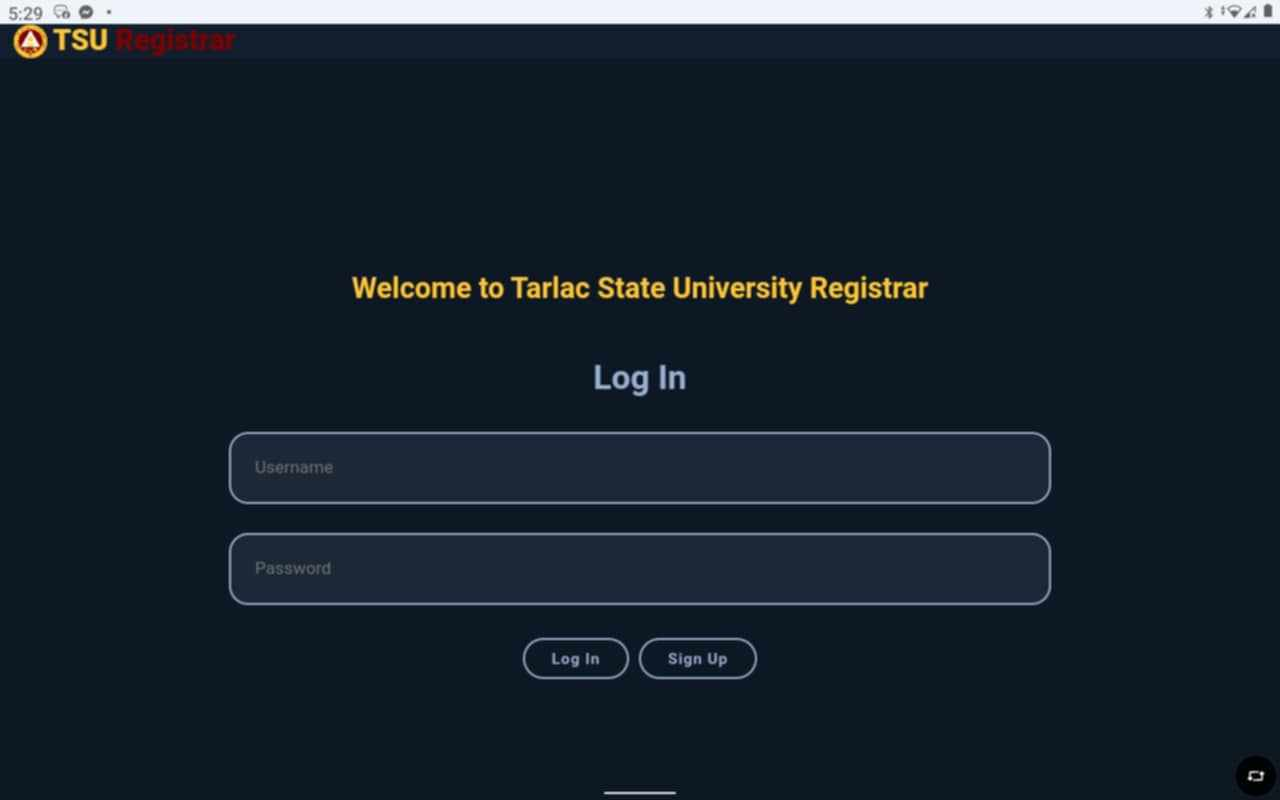 5:29
TSU Registrar
Welcome to Tarlac State University Registrar
Log In
Username
Password
Log In Sign Up